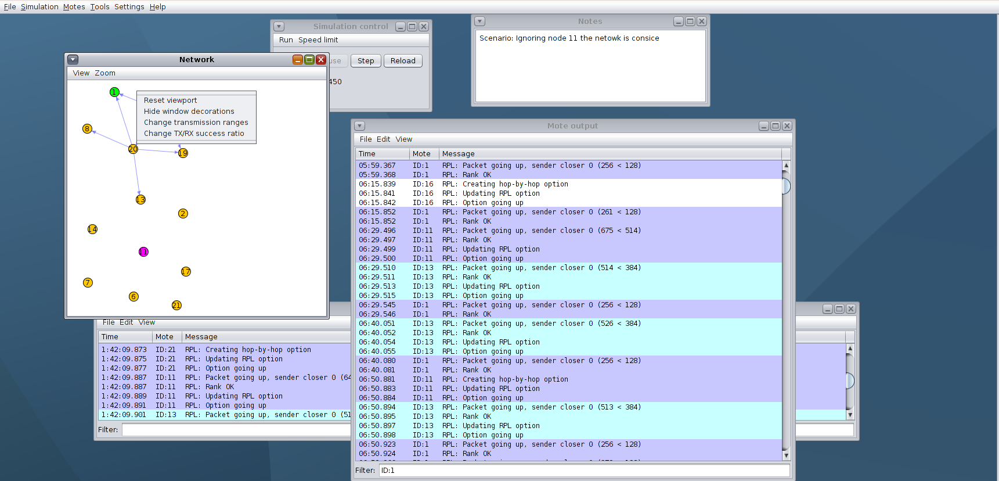 File Simulation Motes Tools Settings Help
Simulation control
Run Speed limit
Step Reload
450
Notes
Scenario: Ignoring node 11 the netowk is consice
Network
View Zoom
Reset viewport
Hide window decorations
Change transmission ranges
Change TX/RX success ratio
1
8
20
19
13
2
14
11
17
7
6
21
Mote output
File Edit View
Time Mote Message
05:59.367 ID:1 RPL: Packet going up, sender closer 0 (256 < 128)
05:59.368 ID:1 RPL: Rank OK
06:15.839 ID:16 RPL: Creating hop-by-hop option
06:15.841 ID:16 RPL: Updating RPL option
06:15.842 ID:16 RPL: Option going up
06:15.852 ID:1 RPL: Packet going up, sender closer 0 (261 < 128)
06:15.852 ID:1 RPL: Rank OK
06:29.496 ID:11 RPL: Packet going up, sender closer 0 (675 < 514)
06:29.497 ID:11 RPL: Rank OK
06:29.499 ID:11 RPL: Updating RPL option
06:29.500 ID:11 RPL: Option going up
06:29.510 ID:13 RPL: Packet going up, sender closer 0 (514 < 384)
06:29.511 ID:13 RPL: Rank OK
06:29.513 ID:13 RPL: Updating RPL option
06:29.515 ID:13 RPL: Option going up
06:29.545 ID:1 RPL: Packet going up, sender closer 0 (256 < 128)
06:29.546 ID:1 RPL: Rank OK
06:40.051 ID:13 RPL: Packet going up, sender closer 0 (526 < 384)
06:40.052 ID:13 RPL: Rank OK
06:40.054 ID:13 RPL: Updating RPL option
06:40.055 ID:13 RPL: Option going up
06:40.080 ID:1 RPL: Packet going up, sender closer 0 (256 < 128)
06:40.081 ID:1 RPL: Rank OK
06:50.881 ID:11 RPL: Creating hop-by-hop option
06:50.883 ID:11 RPL: Updating RPL option
06:50.884 ID:11 RPL: Option going up
06:50.894 ID:13 RPL: Packet going up, sender closer 0 (513 < 384)
06:50.895 ID:13 RPL: Rank OK
06:50.897 ID:13 RPL: Updating RPL option
06:50.898 ID:13 RPL: Option going up
06:50.923 ID:1 RPL: Packet going up, sender closer 0 (256 < 128)
06:50.924 ID:1 RPL: Rank OK
Filter: ID:1
File Edit View
Time Mote Message
1:42:09.873 ID:21 RPL: Creating hop-by-hop option
1:42:09.875 ID:21 RPL: Updating RPL option
1:42:09.877 ID:21 RPL: Option going up
1:42:09.887 ID:11 RPL: Packet going up, sender closer 0 (64
1:42:09.887 ID:11 RPL: Rank OK
1:42:09.889 ID:11 RPL: Updating RPL option
1:42:09.891 ID:11 RPL: Option going up
1:42:09.901 ID:13 RPL: Packet going up, sender closer 0 (51
Filter: